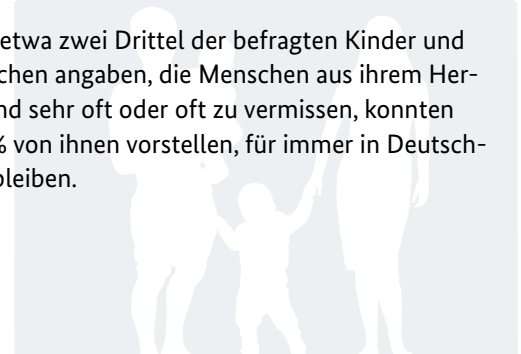 etwa zwei Drittel der befragten Kinder und
chen angaben, die Menschen aus ihrem Her-
nd sehr oft oder oft zu vermissen, konnten
% von ihnen vorstellen, für immer in Deutsch-
bleiben.